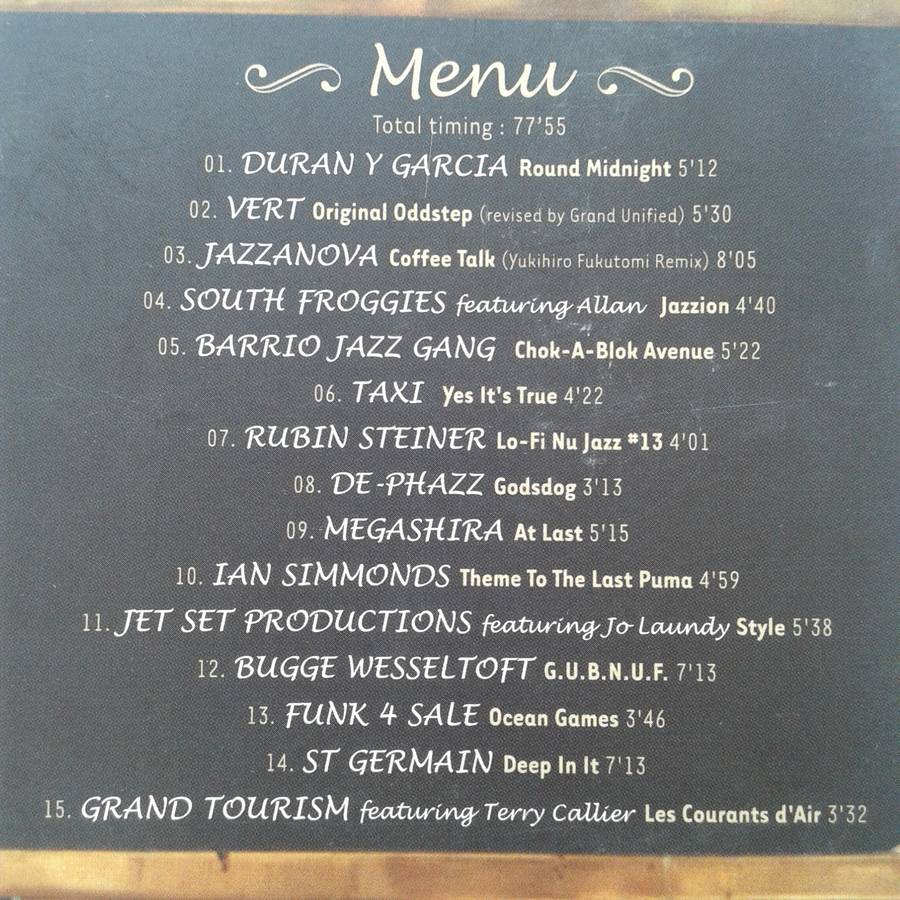 Menu
Total timing : 77'55
01. DURAN Y GARCIA Round Midnight 5'12
02. VERT Original Oddstep (revised by Grand Unified) 5'30
03. JAZZANOVA Coffee Talk (Yukihiro Fukutomi Remix) 8'05
04. SOUTH FROGGIES featuring Allan Jazzion 4'40
05. BARRIO JAZZ GANG Chok-A-Blok Avenue 5'22
06. TAXI Yes It's True 4'22
07. RUBIN STEINER Lo-Fi Nu Jazz #13 4'01
08. DE-PHAZZ Godsdog 3'13
09. MEGASHIRA At Last 5'15
10. IAN SIMMONDS Theme To The Last Puma 4'59
11. JET SET PRODUCTIONS featuring Jo Laundy Style 5'38
12. BUGGE WESSELTOFT G.U.B.N.U.F. 7'13
13. FUNK 4 SALE Ocean Games 3'46
14. ST GERMAIN Deep In It 7'13
15. GRAND TOURISM featuring Terry Callier Les Courants d'Air 3'32